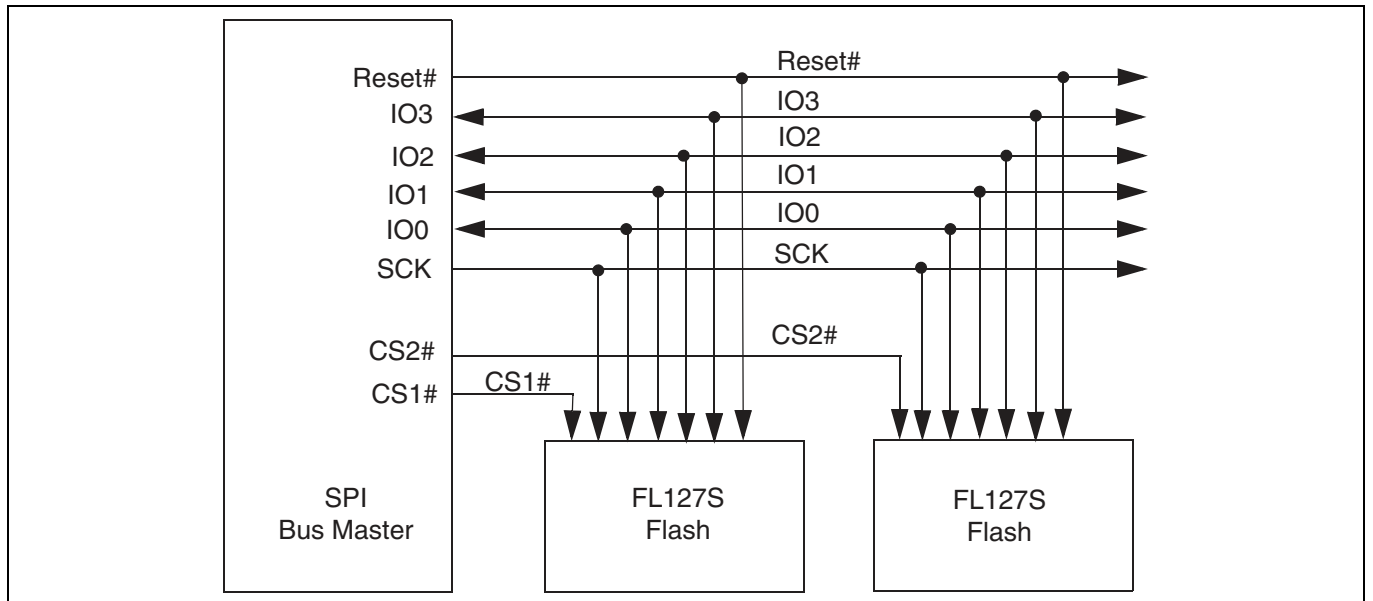 Reset#
Reset#
IO3
IO3
IO2
IO2
IO1
IO1
IO0
IO0
SCK
SCK
CS2#
CS2#
CS1#
CS1#
SPI
Bus Master
FL127S
Flash
FL127S
Flash